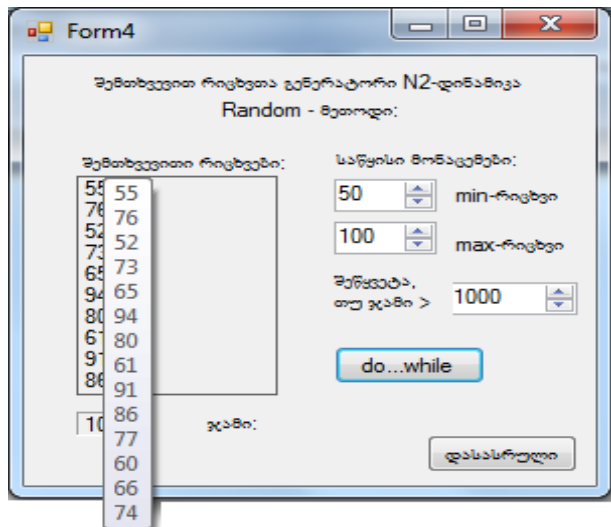 Form4
შემთხვევით რიცხვთა გენერატორი N2-დინამიკა
Random - მეთოდი:
შემთხვევითი რიცხვები:
55
76
52
73
65
94
80
61
91
86
77
60
66
74
ჯამი:
საწყისი მონაცემები:
50 min-რიცხვი
100 max-რიცხვი
შეწყვეტა,
თუ ჯამი > 1000
do...while
დასასრული